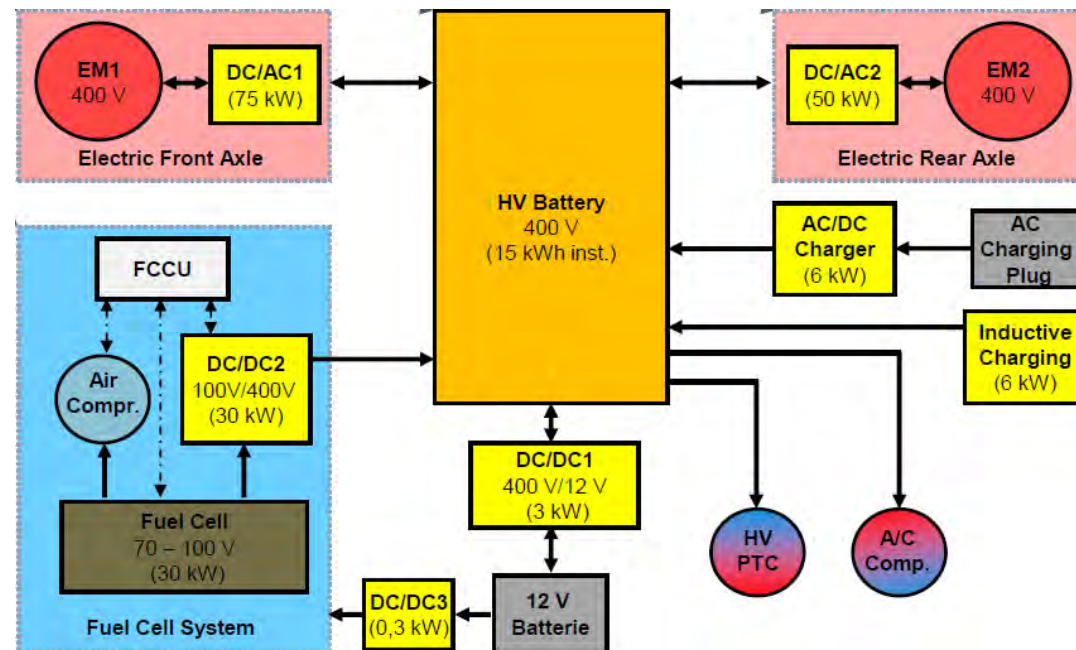 EM1
400 V
DC/AC1
(75 kW)
Electric Front Axle
HV Battery
400 V
(15 kWh inst.)
DC/AC2
(50 kW)
EM2
400 V
Electric Rear Axle
AC/DC
Charger
(6 kW)
AC
Charging
Plug
Inductive
Charging
(6 kW)
FCCU
Air
Compr.
DC/DC2
100V/400V
(30 kW)
Fuel Cell
70 – 100 V
(30 kW)
Fuel Cell System
DC/DC1
400 V/12 V
(3 kW)
DC/DC3
(0,3 kW)
12 V
Batterie
HV
PTC
A/C
Comp.